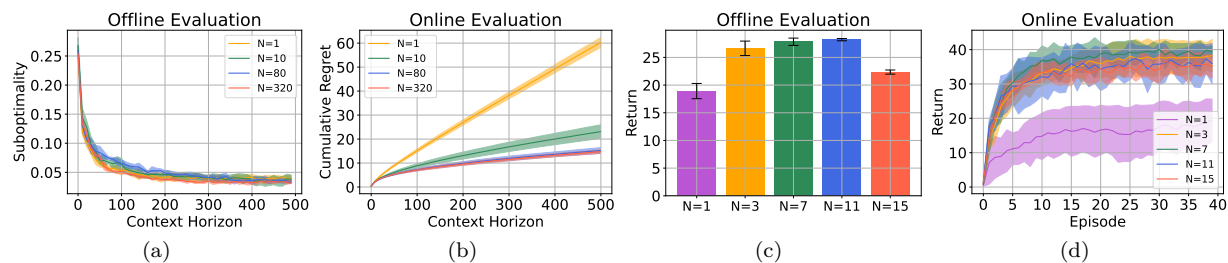 Offline Evaluation
Suboptimality
0.25
0.20
0.15
0.10
0.05
N=1
N=10
N=80
N=320
0 100 200 300 400 500
Context Horizon
(a)
Online Evaluation
Cumulative Regret
60
50
40
30
20
10
0
N=1
N=10
N=80
N=320
0 100 200 300 400 500
Context Horizon
(b)
Offline Evaluation
Return
25
20
15
10
5
0
N=1 N=3 N=7 N=11 N=15
(c)
Online Evaluation
Return
40
30
20
10
0
N=1
N=3
N=7
N=11
N=15
0 5 10 15 20 25 30 35 40
Episode
(d)